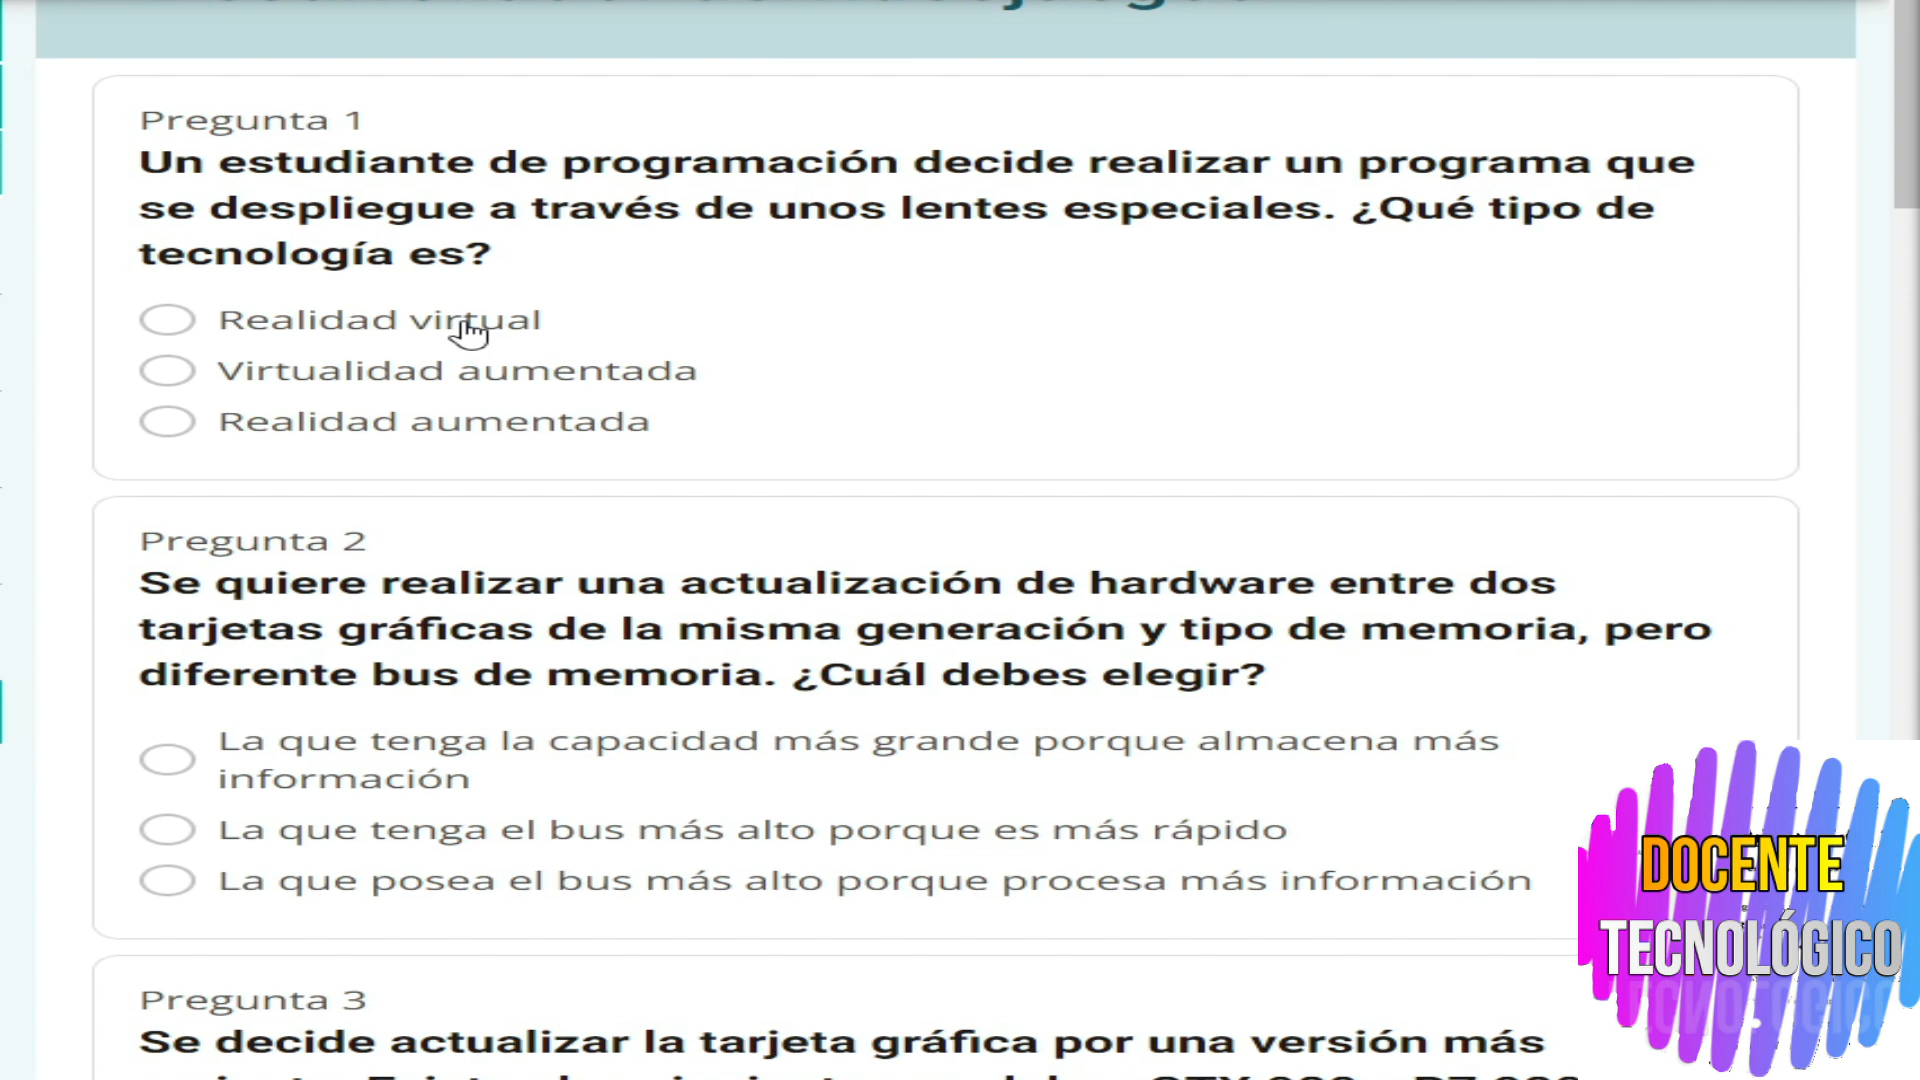 Pregunta 1
Un estudiante de programación decide realizar un programa que
se despliegue a través de unos lentes especiales. ¿Qué tipo de
tecnología es?
Realidad virtual
Virtualidad aumentada
Realidad aumentada
Pregunta 2
Se quiere realizar una actualización de hardware entre dos
tarjetas gráficas de la misma generación y tipo de memoria, pero
diferente bus de memoria. ¿Cuál debes elegir?
La que tenga la capacidad más grande porque almacena más
información
La que tenga el bus más alto porque es más rápido
La que posea el bus más alto porque procesa más información
DOCENTE
TECNOLÓGICO
Pregunta 3
Se decide actualizar la tarjeta gráfica por una versión más